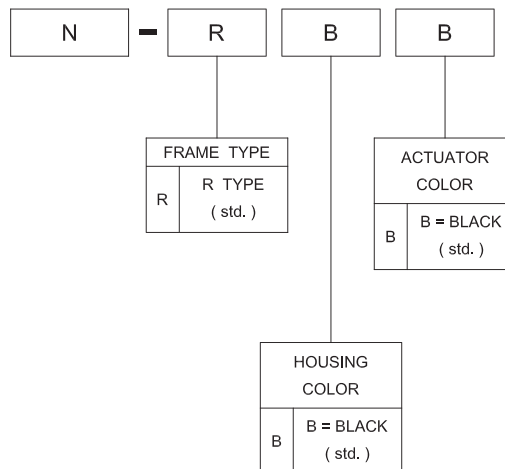 N - R B B
FRAME TYPE
R R TYPE
( std. )
ACTUATOR
COLOR
B B = BLACK
( std. )
HOUSING
COLOR
B B = BLACK
( std. )